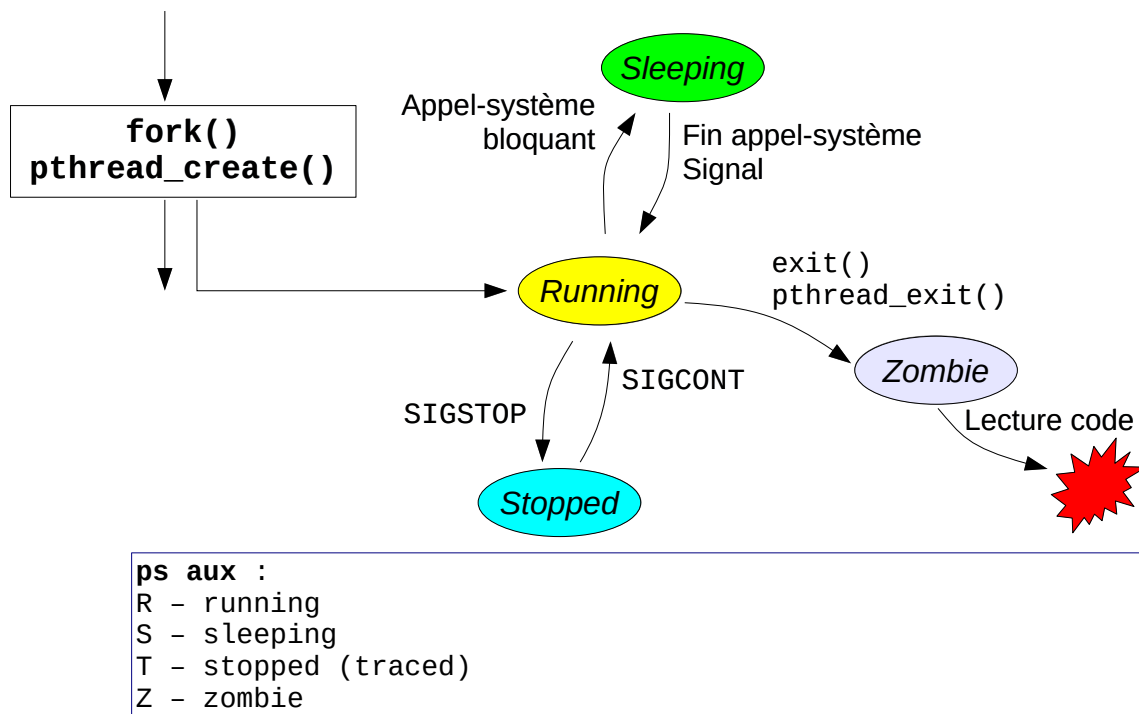 fork()
pthread_create()
Sleeping
Appel-système
bloquant
Fin appel-système
Signal
Running
exit()
pthread_exit()
Zombie
SIGCONT
SIGSTOP
Lecture code
Stopped
ps aux :
R – running
S – sleeping
T – stopped (traced)
Z – zombie